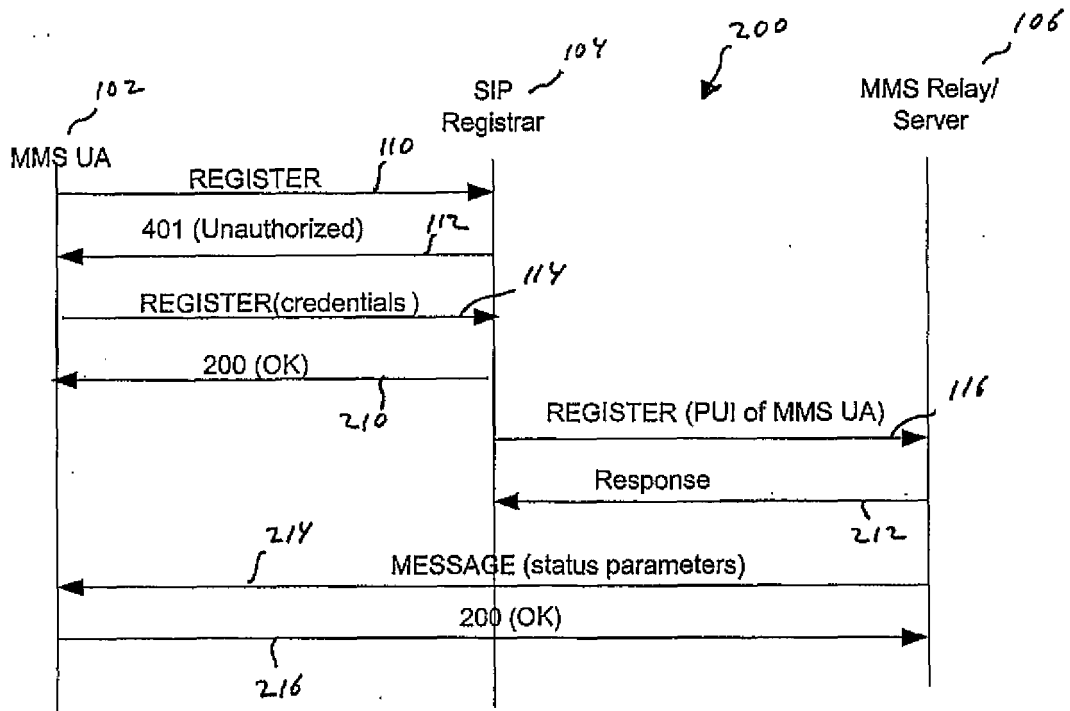 200
106
104
SIP
Registrar
MMS Relay/
Server
102
MMS UA
110
REGISTER
401 (Unauthorized)
112
114
REGISTER(credentials )
200 (OK)
210
116
REGISTER (PUI of MMS UA)
Response
212
214
MESSAGE (status parameters)
200 (OK)
216